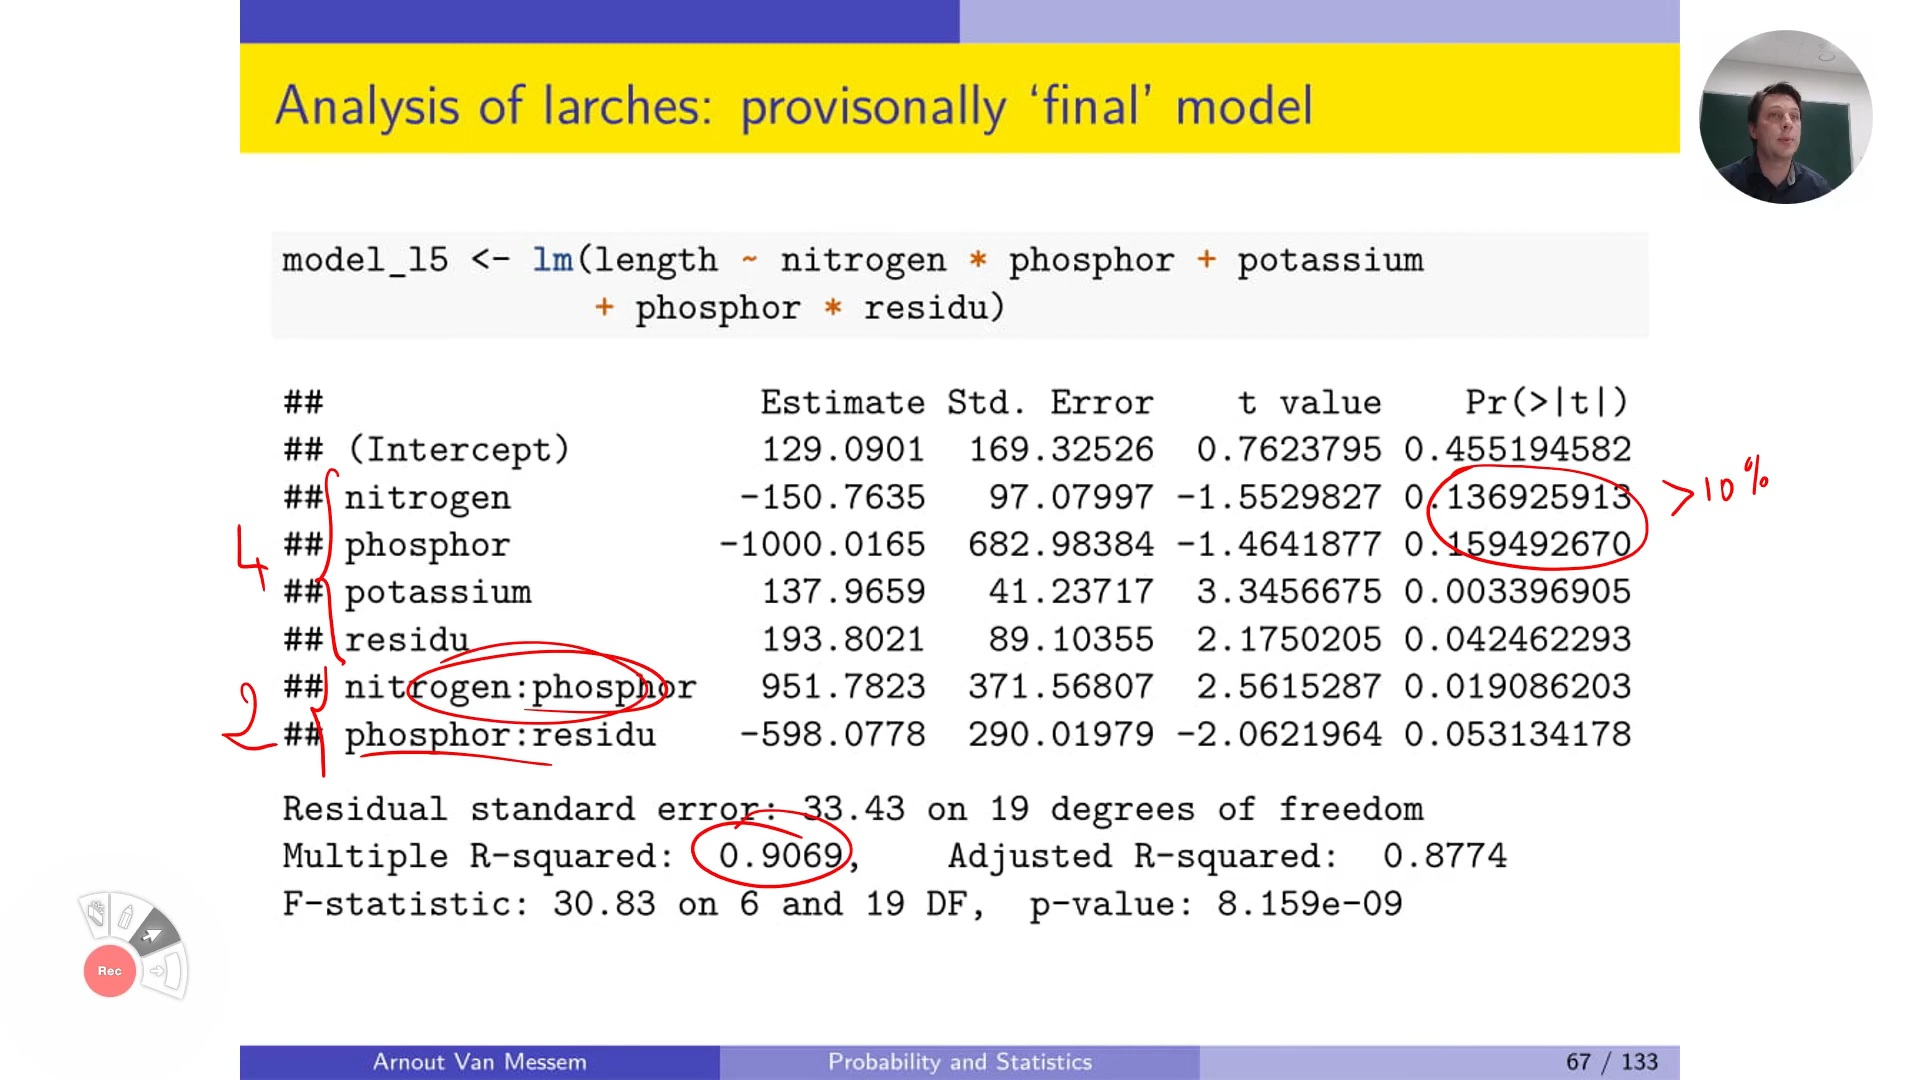 Analysis of larches: provisonally ‘final’ model
model_l5 <- lm(length ~ nitrogen * phosphor + potassium
+ phosphor * residu)
## Estimate Std. Error t value Pr(>|t|)
## (Intercept) 129.0901 169.32526 0.7623795 0.455194582
## nitrogen -150.7635 97.07997 -1.5529827 0.136925913 >10%
4 ## phosphor -1000.0165 682.98384 -1.4641877 0.159492670
## potassium 137.9659 41.23717 3.3456675 0.003396905
## residu 193.8021 89.10355 2.1750205 0.042462293
## nitrogen:phosphor 951.7823 371.56807 2.5615287 0.019086203
2 ## phosphor:residu -598.0778 290.01979 -2.0621964 0.053134178
Residual standard error: 33.43 on 19 degrees of freedom
Multiple R-squared: 0.9069, Adjusted R-squared: 0.8774
F-statistic: 30.83 on 6 and 19 DF, p-value: 8.159e-09
Rec
Arnout Van Messem Probability and Statistics 67 / 133